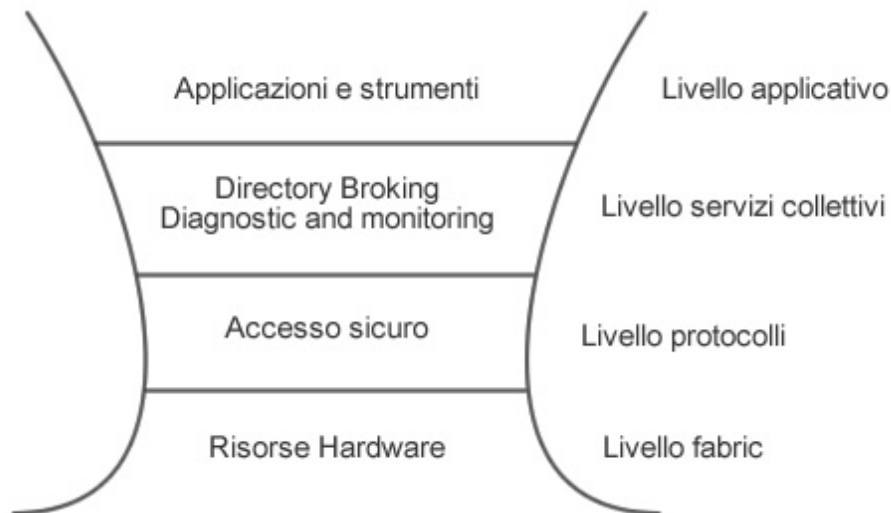 Applicazioni e strumenti
Livello applicativo
Directory Broking
Diagnostic and monitoring
Livello servizi collettivi
Accesso sicuro
Livello protocolli
Risorse Hardware
Livello fabric